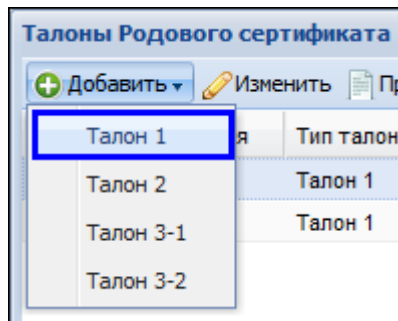 Талоны Родового сертификата
Добавить Изменить
Талон 1 я Тип талон
Талон 2 Талон 1
Талон 3-1 Талон 1
Талон 3-2